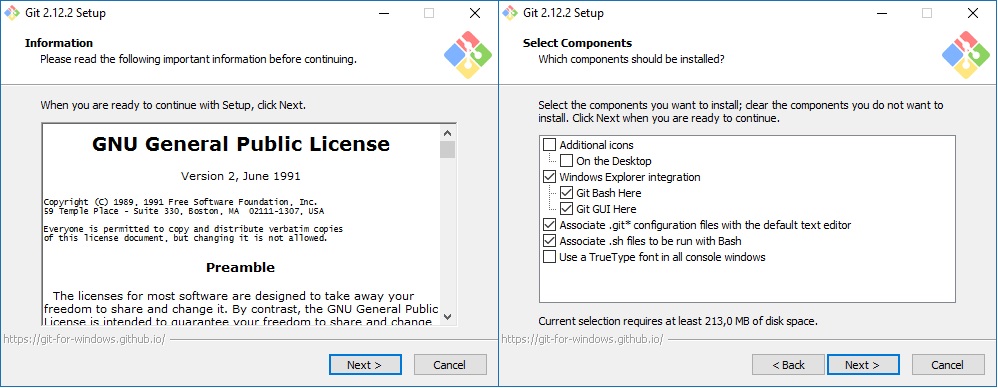 Git 2.12.2 Setup
Information
Please read the following important information before continuing.
When you are ready to continue with Setup, click Next.
GNU General Public License
Version 2, June 1991
Copyright (C) 1989, 1991 Free Software Foundation, Inc.
59 Temple Place - Suite 330, Boston, MA  02111-1307, USA
Everyone is permitted to copy and distribute verbatim copies
of this license document, but changing it is not allowed.
Preamble
The licenses for most software are designed to take away your
freedom to share and change it. By contrast, the GNU General Public
License is intended to guarantee your freedom to share and change
https://git-for-windows.github.io/
Next >
Cancel
Git 2.12.2 Setup
Select Components
Which components should be installed?
Select the components you want to install; clear the components you do not want to
install. Click Next when you are ready to continue.
Additional icons
On the Desktop
Windows Explorer integration
Git Bash Here
Git GUI Here
Associate .git* configuration files with the default text editor
Associate .sh files to be run with Bash
Use a TrueType font in all console windows
Current selection requires at least 213,0 MB of disk space.
https://git-for-windows.github.io/
< Back
Next >
Cancel